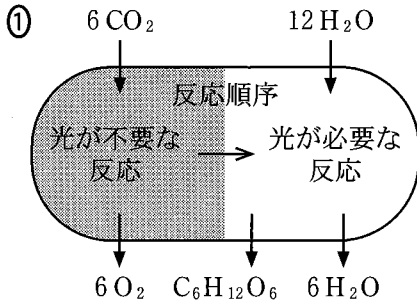 ①
6 CO₂ 12 H₂O
反応順序
光が不要な 光が必要な
反応 → 反応
6 O₂ C₆H₁₂O₆ 6 H₂O